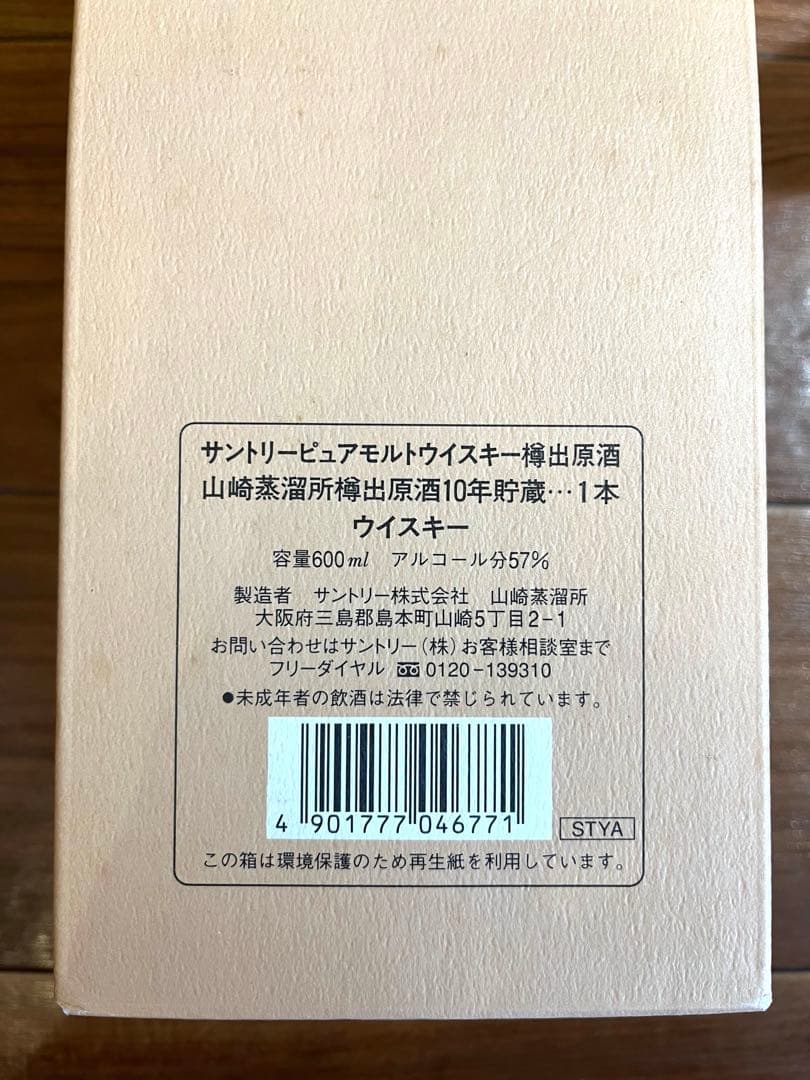 サントリーピュアモルトウイスキー樽出原酒
山崎蒸溜所樽出原酒10年貯蔵…1本
ウイスキー
容量600ml アルコール分57%
製造者 サントリー株式会社 山崎蒸溜所
大阪府三島郡島本町山崎5丁目2-1
お問い合わせはサントリー(株)お客様相談室まで
フリーダイヤル 0120-139310
●未成年者の飲酒は法律で禁じられています。
4 901777 046771
STYA
この箱は環境保護のため再生紙を利用しています。